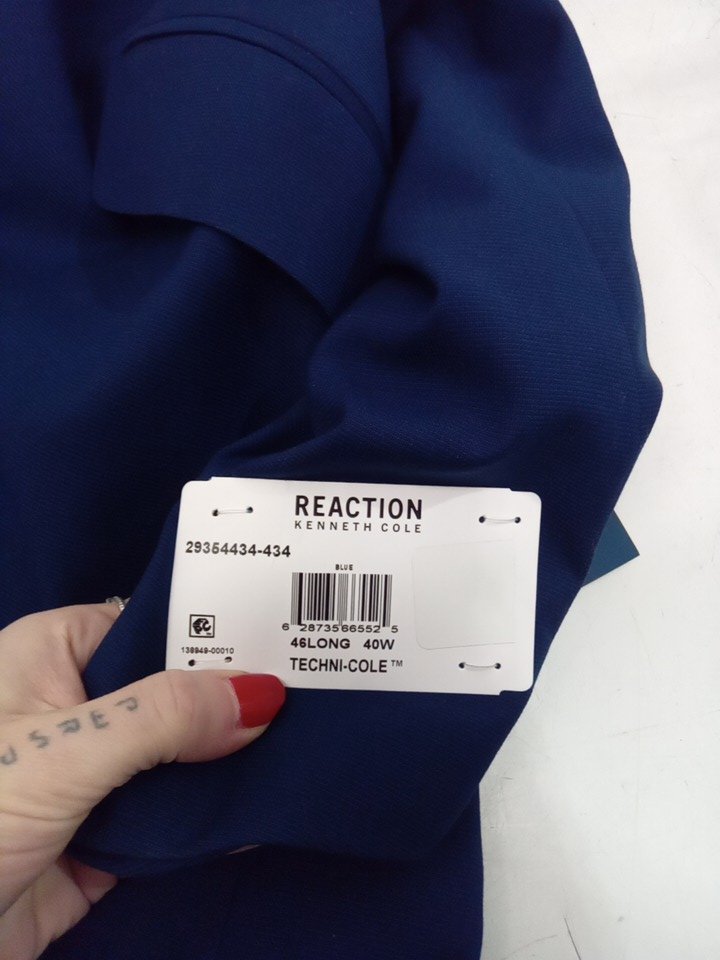 REACTION
KENNETH COLE
29354434-434
BLUE
6 28735 66552 5
46LONG 40W
138949-00010
TECHNI-COLE™